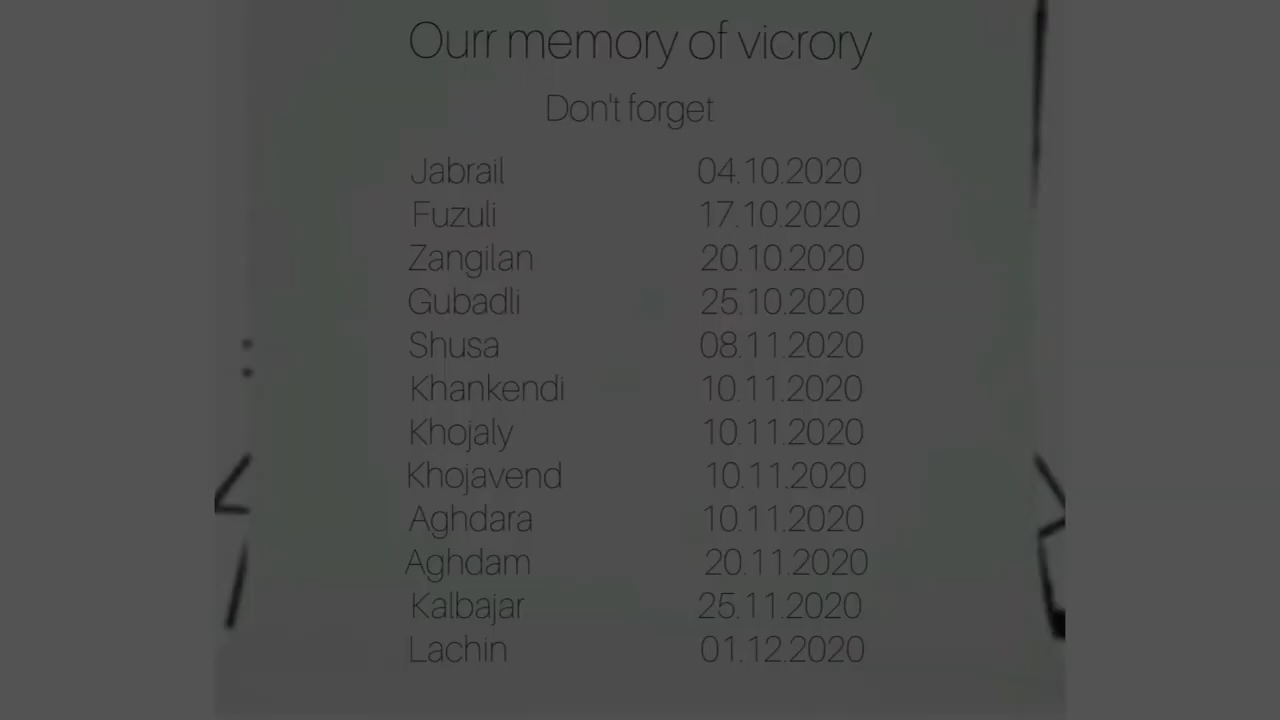 Ourr memory of vicrory
Don't forget
Jabrail 04.10.2020
Fuzuli 17.10.2020
Zangilan 20.10.2020
Gubadli 25.10.2020
Shusa 08.11.2020
Khankendi 10.11.2020
Khojaly 10.11.2020
Khojavend 10.11.2020
Aghdara 10.11.2020
Aghdam 20.11.2020
Kalbajar 25.11.2020
Lachin 01.12.2020